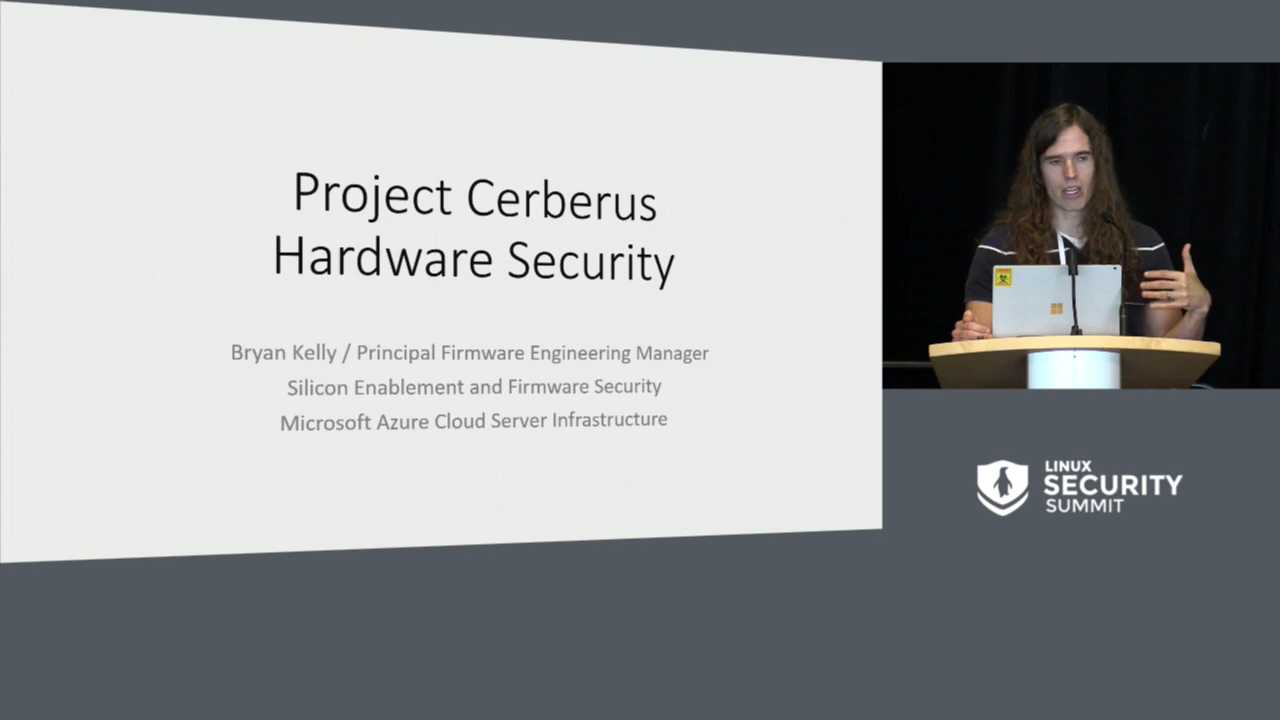 Project Cerberus
Hardware Security
Bryan Kelly / Principal Firmware Engineering Manager
Silicon Enablement and Firmware Security
Microsoft Azure Cloud Server Infrastructure
LINUX
SECURITY
SUMMIT